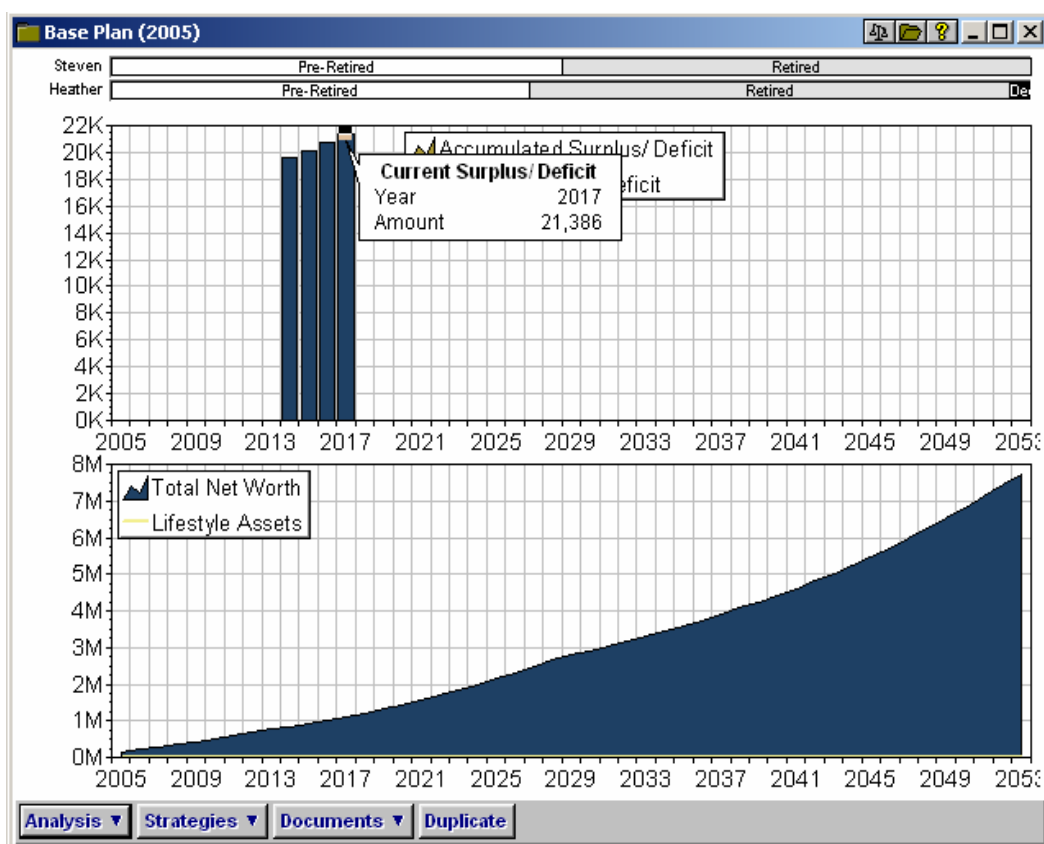 Base Plan (2005)
Steven Pre-Retired Retired
Heather Pre-Retired Retired
22K
20K
18K
16K
14K
12K
10K
8K
6K
4K
2K
0K
Accumulated Surplus/ Deficit
Current Surplus/ Deficit
Year 2017
Amount 21,386
2005 2009 2013 2017 2021 2025 2029 2033 2037 2041 2045 2049
8M
7M
6M
5M
4M
3M
2M
1M
0M
Total Net Worth
Lifestyle Assets
2005 2009 2013 2017 2021 2025 2029 2033 2037 2041 2045 2049
Analysis ▼ Strategies ▼ Documents ▼ Duplicate